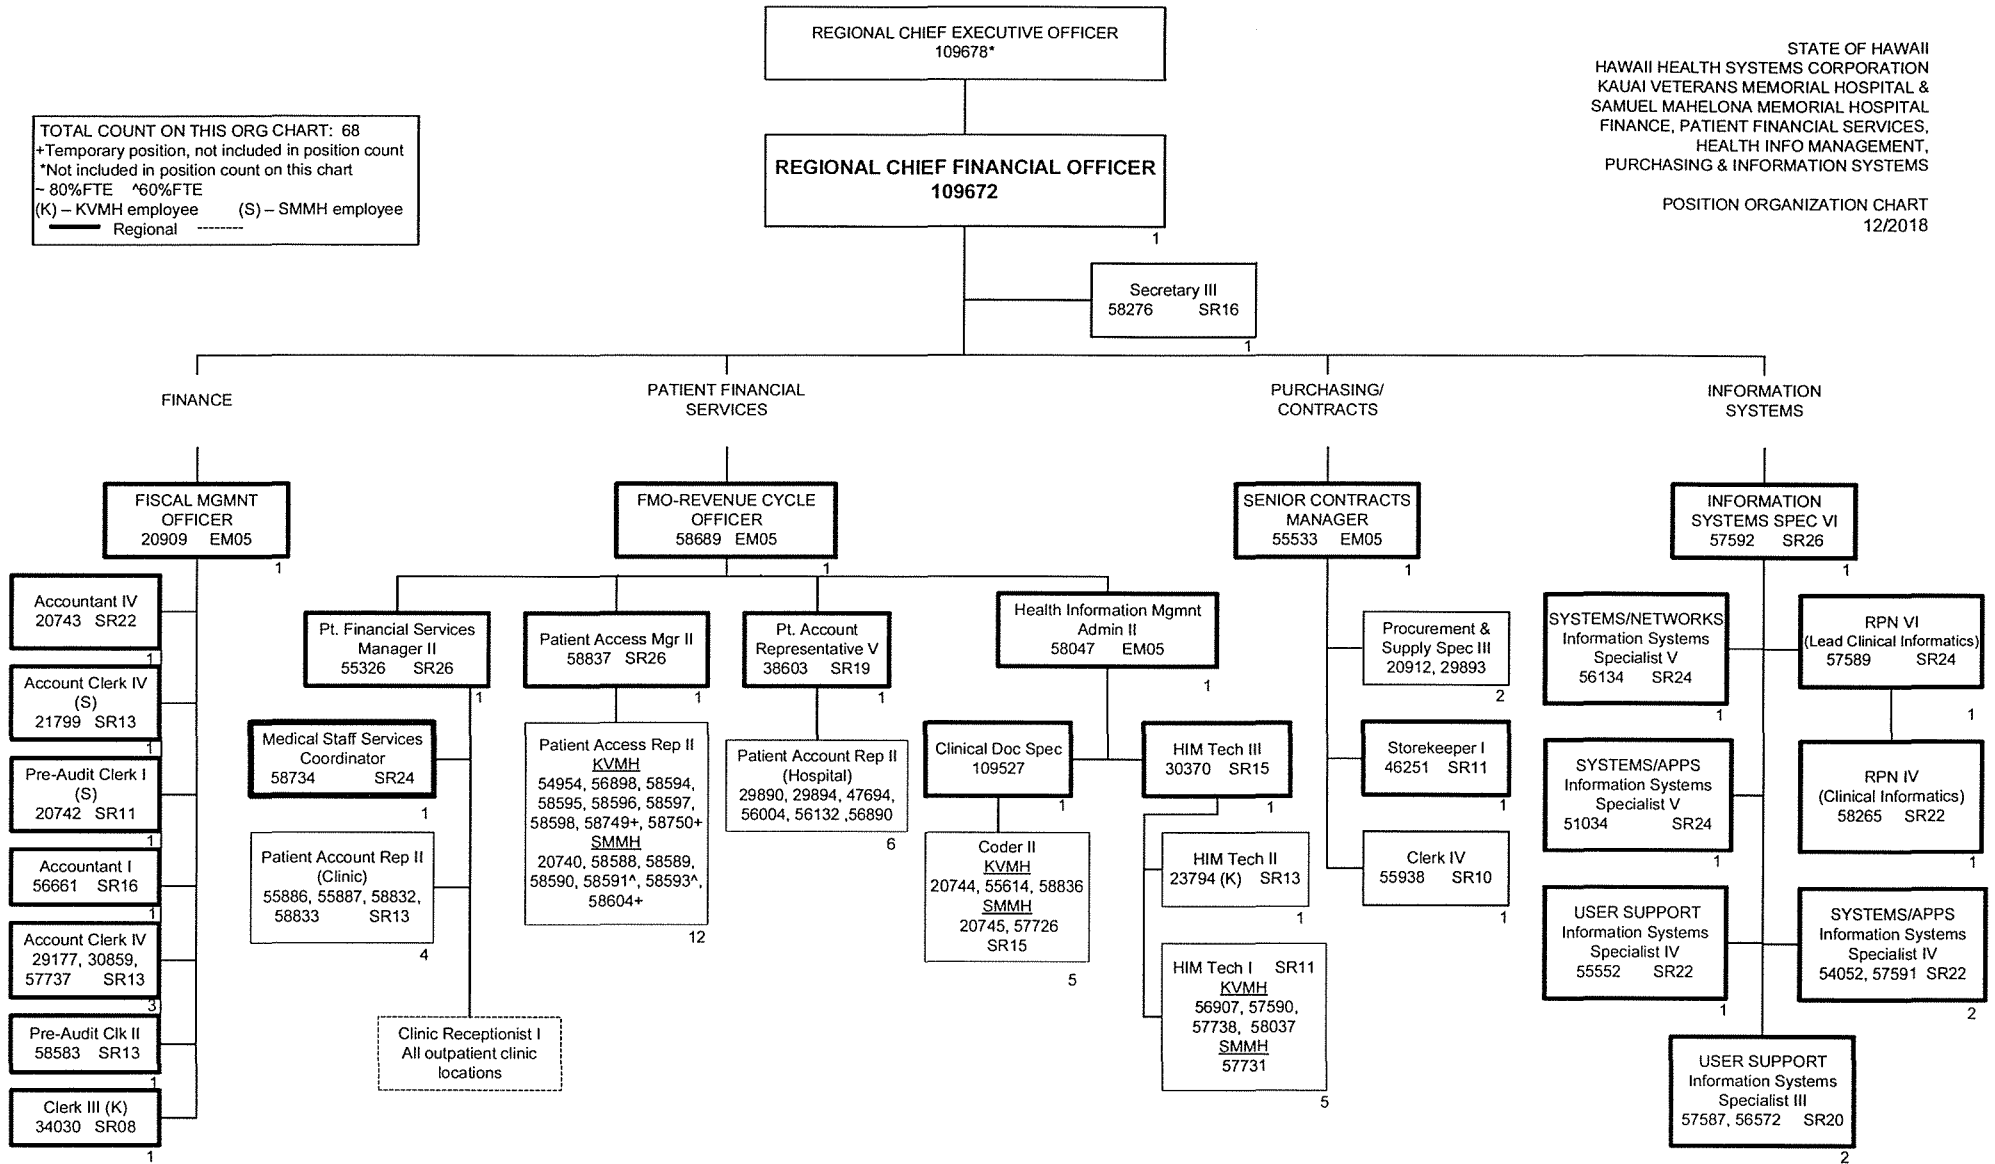 REGIONAL CHIEF EXECUTIVE OFFICER
109678*
STATE OF HAWAII
HAWAII HEALTH SYSTEMS CORPORATION
KAUAI VETERANS MEMORIAL HOSPITAL &
SAMUEL MAHELONA MEMORIAL HOSPITAL
FINANCE, PATIENT FINANCIAL SERVICES,
HEALTH INFO MANAGEMENT,
PURCHASING & INFORMATION SYSTEMS
POSITION ORGANIZATION CHART
12/2018
TOTAL COUNT ON THIS ORG CHART: 68
+Temporary position, not included in position count
*Not included in position count on this chart
~ 80%FTE ^60%FTE
(K) – KVMH employee (S) – SMMH employee
Regional
REGIONAL CHIEF FINANCIAL OFFICER
109672
1
Secretary III
58276 SR16
1
FINANCE
FISCAL MGMNT
OFFICER
20909 EM05
1
Accountant IV
20743 SR22
1
Account Clerk IV
(S)
21799 SR13
1
Pre-Audit Clerk I
(S)
20742 SR11
1
Accountant I
56661 SR16
1
Account Clerk IV
29177, 30859,
57737 SR13
3
Pre-Audit Clk II
58583 SR13
1
Clerk III (K)
34030 SR08
1
PATIENT FINANCIAL
SERVICES
FMO-REVENUE CYCLE
OFFICER
58689 EM05
1
Pt. Financial Services
Manager II
55326 SR26
1
Medical Staff Services
Coordinator
58734 SR24
1
Patient Account Rep II
(Clinic)
55886, 55887, 58832,
58833 SR13
4
Clinic Receptionist I
All outpatient clinic
locations
Patient Access Mgr II
58837 SR26
1
Patient Access Rep II
KVMH
54954, 56898, 58594,
58595, 58596, 58597,
58598, 58749+, 58750+
SMMH
20740, 58588, 58589,
58590, 58591^, 58593^,
58604+
12
Pt. Account
Representative V
38603 SR19
1
Patient Account Rep II
(Hospital)
29890, 29894, 47694,
56004, 56132 ,56890
6
Health Information Mgmnt
Admin II
58047 EM05
1
Clinical Doc Spec
109527
1
Coder II
KVMH
20744, 55614, 58836
SMMH
20745, 57726
SR15
5
HIM Tech III
30370 SR15
1
HIM Tech II
23794 (K) SR13
1
HIM Tech I SR11
KVMH
56907, 57590,
57738, 58037
SMMH
57731
5
PURCHASING/
CONTRACTS
SENIOR CONTRACTS
MANAGER
55533 EM05
1
Procurement &
Supply Spec III
20912, 29893
2
Storekeeper I
46251 SR11
1
Clerk IV
55938 SR10
1
INFORMATION
SYSTEMS
INFORMATION
SYSTEMS SPEC VI
57592 SR26
1
SYSTEMS/NETWORKS
Information Systems
Specialist V
56134 SR24
1
RPN VI
(Lead Clinical Informatics)
57589 SR24
1
SYSTEMS/APPS
Information Systems
Specialist V
51034 SR24
1
RPN IV
(Clinical Informatics)
58265 SR22
1
USER SUPPORT
Information Systems
Specialist IV
55552 SR22
1
SYSTEMS/APPS
Information Systems
Specialist IV
54052, 57591 SR22
2
USER SUPPORT
Information Systems
Specialist III
57587, 56572 SR20
2